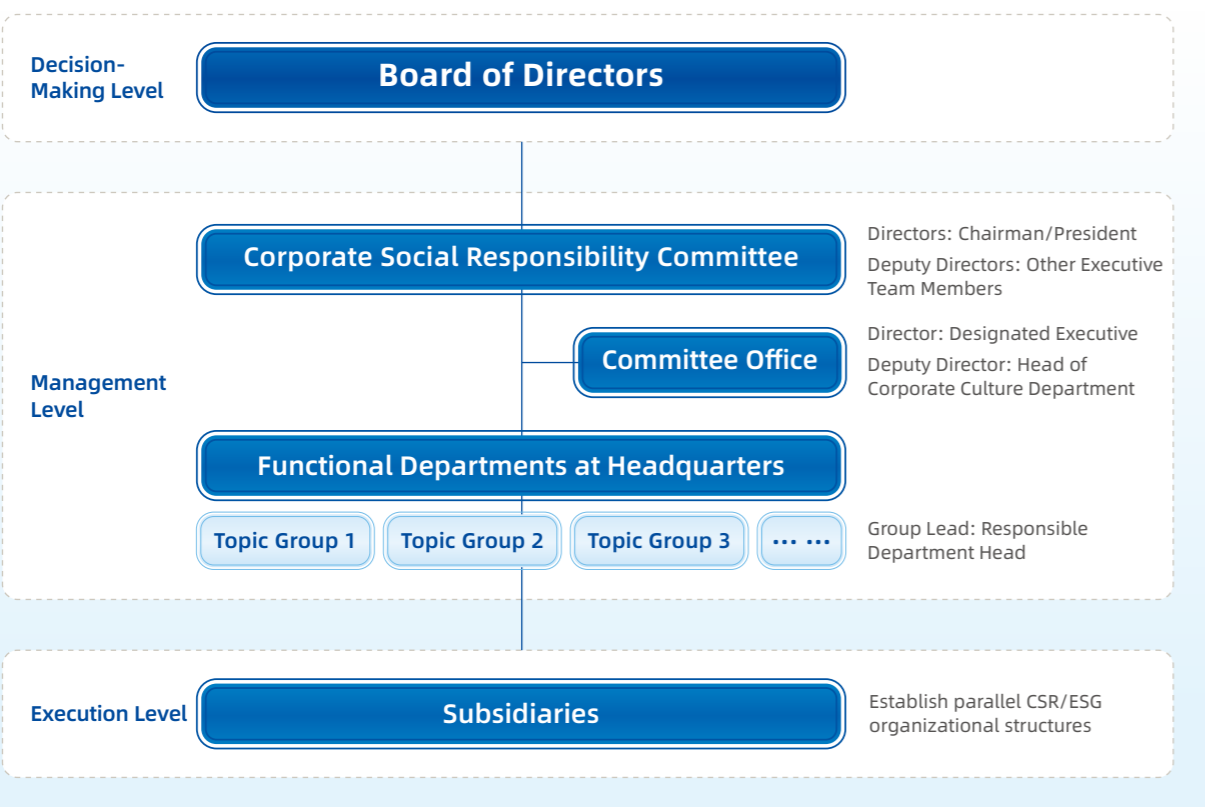 Decision-
Making Level
Board of Directors
Corporate Social Responsibility Committee
Directors: Chairman/President
Deputy Directors: Other Executive
Team Members
Committee Office
Director: Designated Executive
Deputy Director: Head of
Corporate Culture Department
Management
Level
Functional Departments at Headquarters
Topic Group 1
Topic Group 2
Topic Group 3
... ...
Group Lead: Responsible
Department Head
Execution Level
Subsidiaries
Establish parallel CSR/ESG
organizational structures